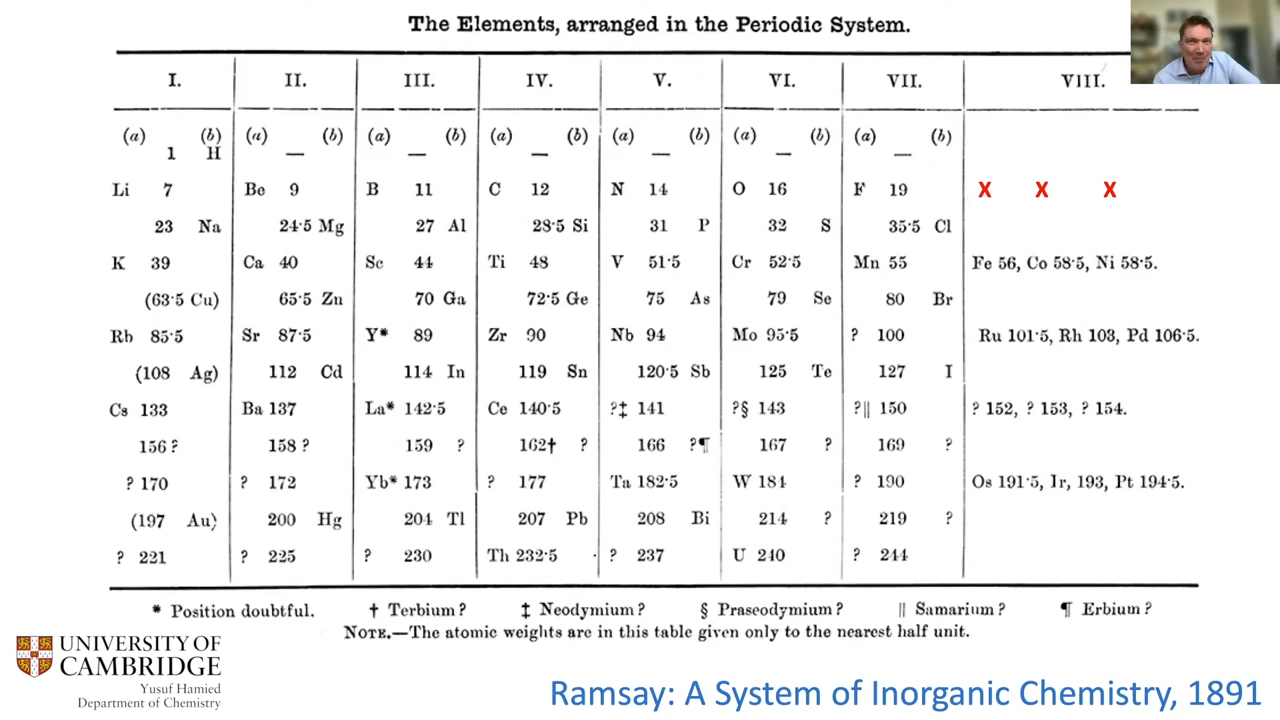 The Elements, arranged in the Periodic System.
I. II. III. IV. V. VI. VII. VIII.
(a) (b) (a) (b) (a) (b) (a) (b) (a) (b) (a) (b) (a) (b)
1 H — — — — — —
Li 7 Be 9 B 11 C 12 N 14 O 16 F 19 X X X
23 Na 24·5 Mg 27 Al 28·5 Si 31 P 32 S 35·5 Cl
K 39 Ca 40 Sc 44 Ti 48 V 51·5 Cr 52·5 Mn 55 Fe 56, Co 58·5, Ni 58·5.
(63·5 Cu) 65·5 Zn 70 Ga 72·5 Ge 75 As 79 Se 80 Br
Rb 85·5 Sr 87·5 Y* 89 Zr 90 Nb 94 Mo 95·5 ? 100 Ru 101·5, Rh 103, Pd 106·5.
(108 Ag) 112 Cd 114 In 119 Sn 120·5 Sb 125 Te 127 I
Cs 133 Ba 137 La* 142·5 Ce 140·5 ?‡ 141 ?§ 143 ?|| 150 ? 152, ? 153, ? 154.
156 ? 158 ? 159 ? 162† ? 166 ?¶ 167 ? 169 ?
? 170 ? 172 Yb* 173 ? 177 Ta 182·5 W 184 ? 190 Os 191·5, Ir, 193, Pt 194·5.
(197 Au) 200 Hg 204 Tl 207 Pb 208 Bi 214 ? 219 ?
? 221 ? 225 ? 230 Th 232·5 ? 237 U 240 ? 244
* Position doubtful. † Terbium? ‡ Neodymium? § Praseodymium? || Samarium? ¶ Erbium?
NOTE.—The atomic weights are in this table given only to the nearest half unit.
UNIVERSITY OF
CAMBRIDGE
Yusuf Hamied
Department of Chemistry
Ramsay: A System of Inorganic Chemistry, 1891